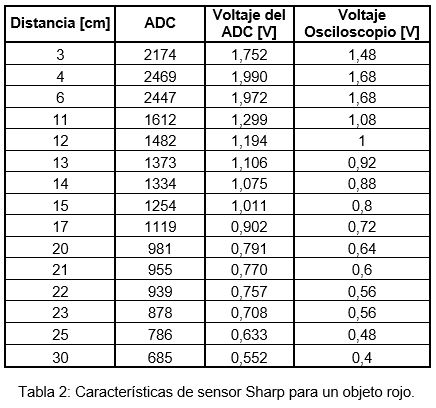 Distancia [cm] ADC Voltaje del ADC [V] Voltaje Osciloscopio [V]
3 2174 1,752 1,48
4 2469 1,990 1,68
6 2447 1,972 1,68
11 1612 1,299 1,08
12 1482 1,194 1
13 1373 1,106 0,92
14 1334 1,075 0,88
15 1254 1,011 0,8
17 1119 0,902 0,72
20 981 0,791 0,64
21 955 0,770 0,6
22 939 0,757 0,56
23 878 0,708 0,56
25 786 0,633 0,48
30 685 0,552 0,4
Tabla 2: Características de sensor Sharp para un objeto rojo.